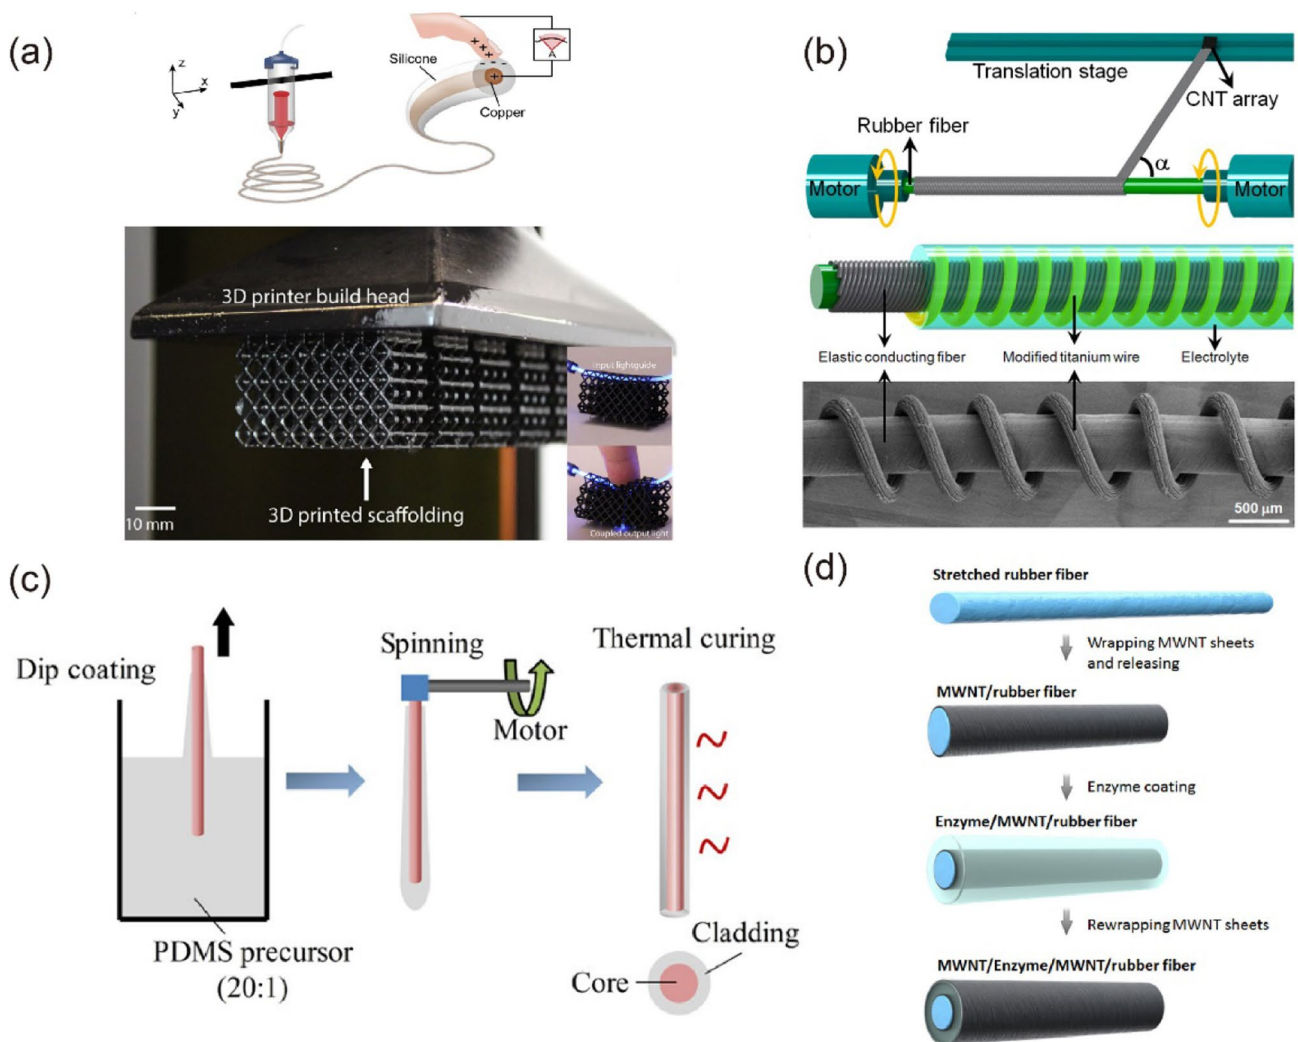 (a)
z
x
y
Silicone
Copper
A
+ + +
- - -
+
3D printer build head
Input lightguide
3D printed scaffolding
10 mm
Coupled output light
(b)
Translation stage
CNT array
Rubber fiber
α
Motor
Motor
Elastic conducting fiber
Modified titanium wire
Electrolyte
500 μm
(c)
Dip coating
Spinning
Motor
Thermal curing
PDMS precursor
(20:1)
Cladding
Core
(d)
Stretched rubber fiber
Wrapping MWNT sheets
and releasing
MWNT/rubber fiber
Enzyme coating
Enzyme/MWNT/rubber fiber
Rewrapping MWNT sheets
MWNT/Enzyme/MWNT/rubber fiber